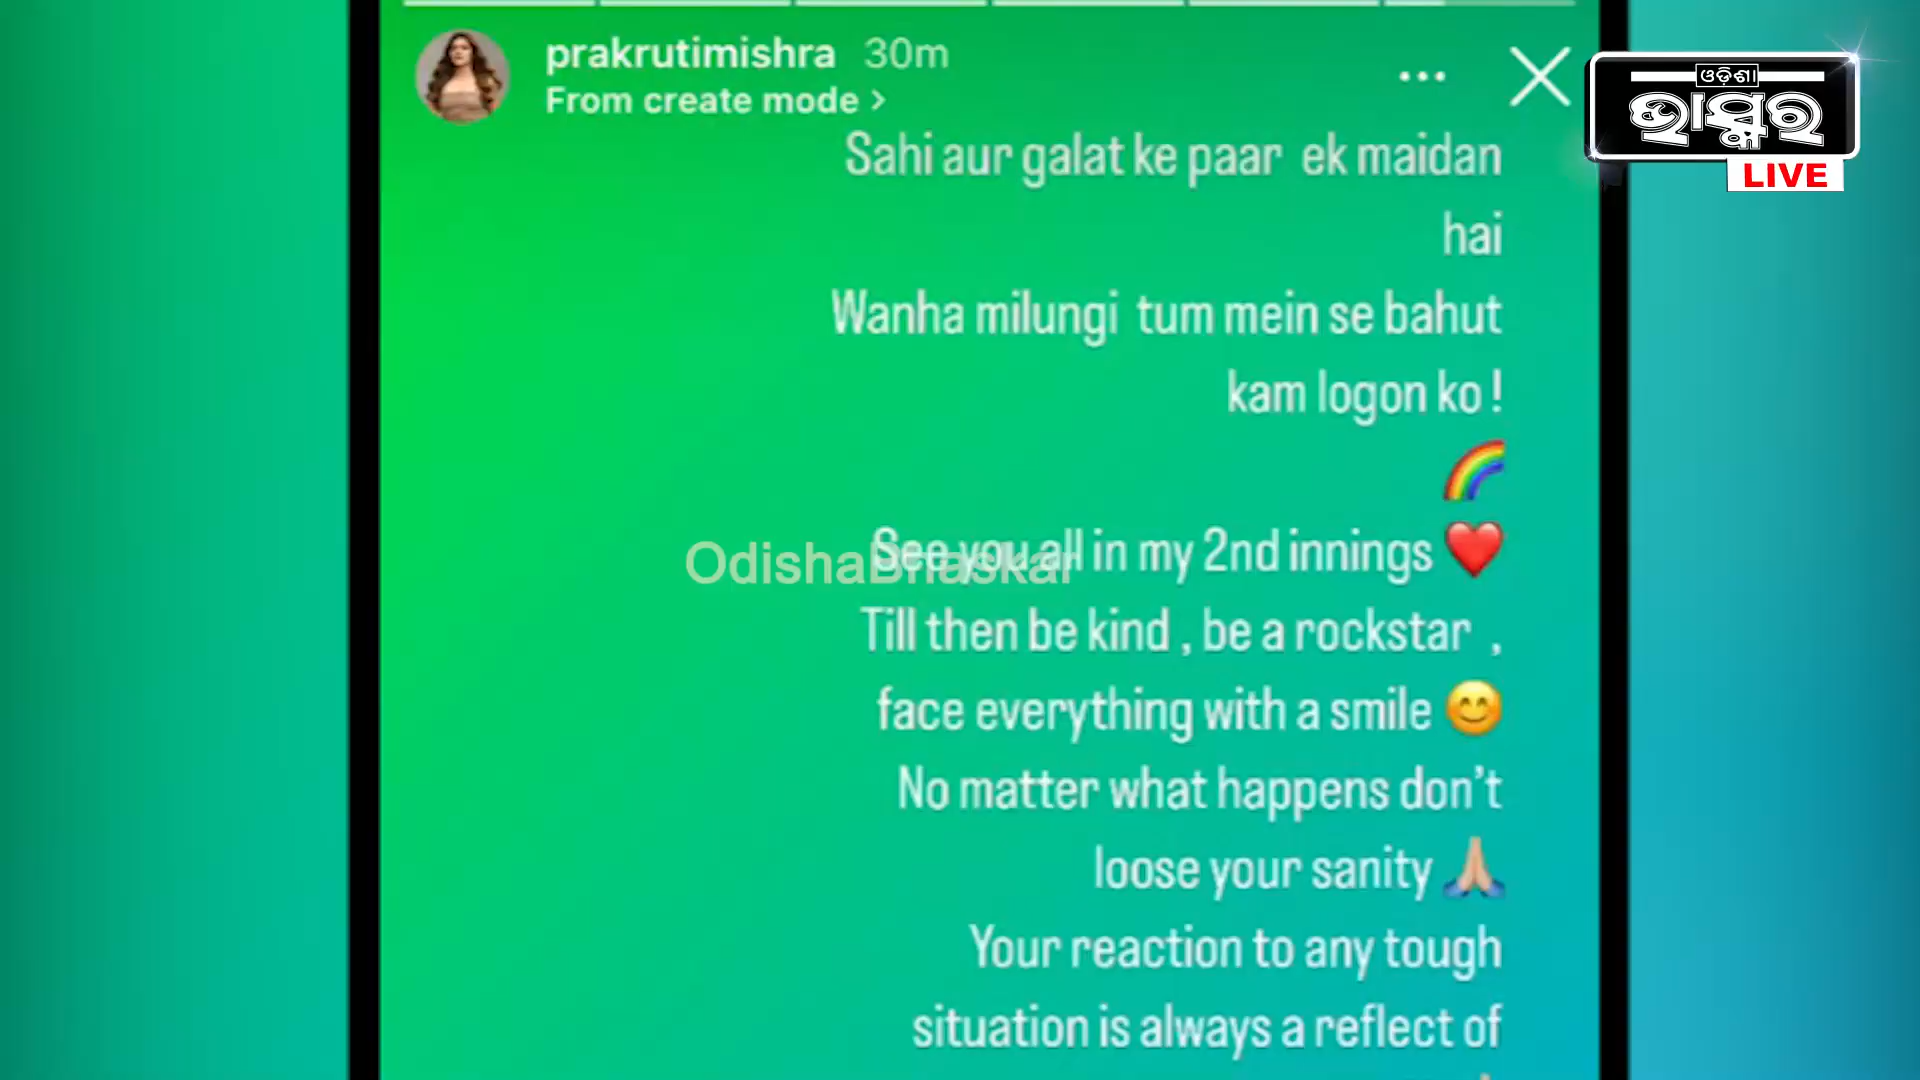 prakrutimishra 30m
From create mode >
ଓଡ଼ିଶା
ଭାସ୍କର
LIVE
Sahi aur galat ke paar ek maidan
hai
Wanha milungi tum mein se bahut
kam logon ko !
🌈
See you all in my 2nd innings ❤️
OdishaBhaskar
Till then be kind , be a rockstar ,
face everything with a smile 😊
No matter what happens don't
loose your sanity 🙏🏼
Your reaction to any tough
situation is always a reflect of